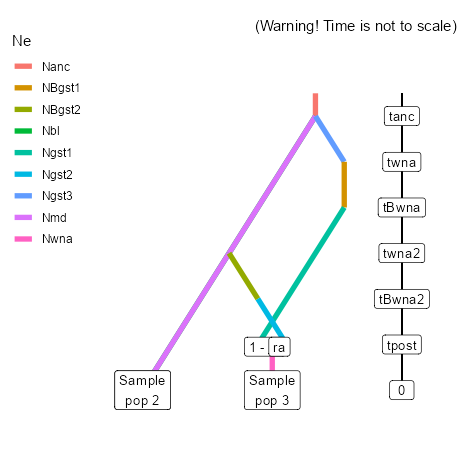 (Warning! Time is not to scale)
Ne
Nanc
NBgst1
NBgst2
Nbl
Ngst1
Ngst2
Ngst3
Nmd
Nwna
tanc
twna
tBwna
twna2
tBwna2
tpost
0
1 - ra
Sample
pop 2
Sample
pop 3